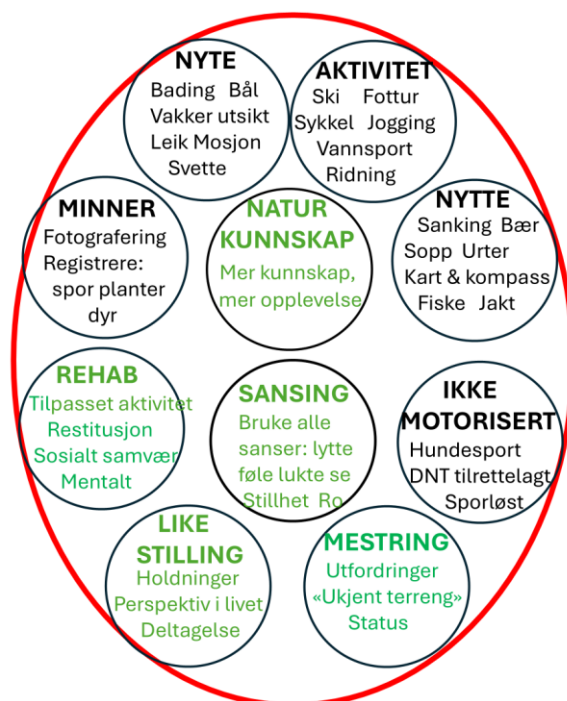 NYTE
Bading Bål
Vakker utsikt
Leik Mosjon
Svette
AKTIVITET
Ski Fottur
Sykkel Jogging
Vannsport
Ridning
MINNER
Fotografering
Registrere:
spor planter
dyr
NATUR
KUNNSKAP
Mer kunnskap,
mer opplevelse
NYTTE
Sanking Bær
Sopp Urter
Kart & kompass
Fiske Jakt
REHAB
Tilpasset aktivitet
Restitusjon
Sosialt samvær
Mentalt
SANSING
Bruke alle
sanser: lytte
føle lukte se
Stillhet Ro
IKKE
MOTORISERT
Hundesport
DNT tilrettelagt
Sporløst
LIKE
STILLING
Holdninger
Perspektiv i livet
Deltagelse
MESTRING
Utfordringer
«Ukjent terreng»
Status